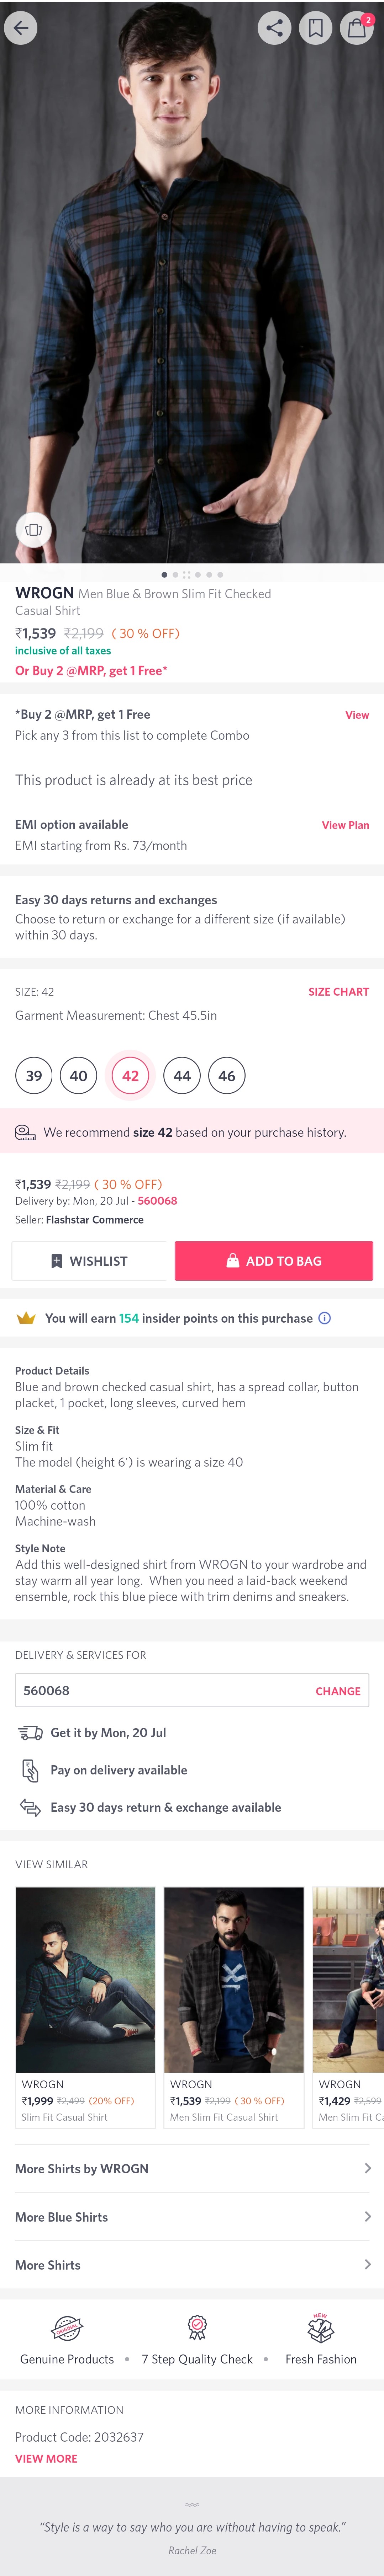 2
WROGN Men Blue & Brown Slim Fit Checked
Casual Shirt
₹1,539 ₹2,199 ( 30 % OFF)
inclusive of all taxes
Or Buy 2 @MRP, get 1 Free*
*Buy 2 @MRP, get 1 Free View
Pick any 3 from this list to complete Combo
This product is already at its best price
EMI option available View Plan
EMI starting from Rs. 73/month
Easy 30 days returns and exchanges
Choose to return or exchange for a different size (if available)
within 30 days.
SIZE: 42 SIZE CHART
Garment Measurement: Chest 45.5in
39 40 42 44 46
We recommend size 42 based on your purchase history.
₹1,539 ₹2,199 ( 30 % OFF)
Delivery by: Mon, 20 Jul - 560068
Seller: Flashstar Commerce
WISHLIST ADD TO BAG
You will earn 154 insider points on this purchase
Product Details
Blue and brown checked casual shirt, has a spread collar, button
placket, 1 pocket, long sleeves, curved hem
Size & Fit
Slim fit
The model (height 6') is wearing a size 40
Material & Care
100% cotton
Machine-wash
Style Note
Add this well-designed shirt from WROGN to your wardrobe and
stay warm all year long. When you need a laid-back weekend
ensemble, rock this blue piece with trim denims and sneakers.
DELIVERY & SERVICES FOR
560068 CHANGE
Get it by Mon, 20 Jul
Pay on delivery available
Easy 30 days return & exchange available
VIEW SIMILAR
WROGN WROGN WROGN
₹1,999 ₹2,499 (20% OFF) ₹1,539 ₹2,199 ( 30 % OFF) ₹1,429 ₹2,599
Slim Fit Casual Shirt Men Slim Fit Casual Shirt Men Slim Fit Ca
More Shirts by WROGN
More Blue Shirts
More Shirts
ORIGINAL NEW
Genuine Products • 7 Step Quality Check • Fresh Fashion
MORE INFORMATION
Product Code: 2032637
VIEW MORE
“Style is a way to say who you are without having to speak.”
Rachel Zoe